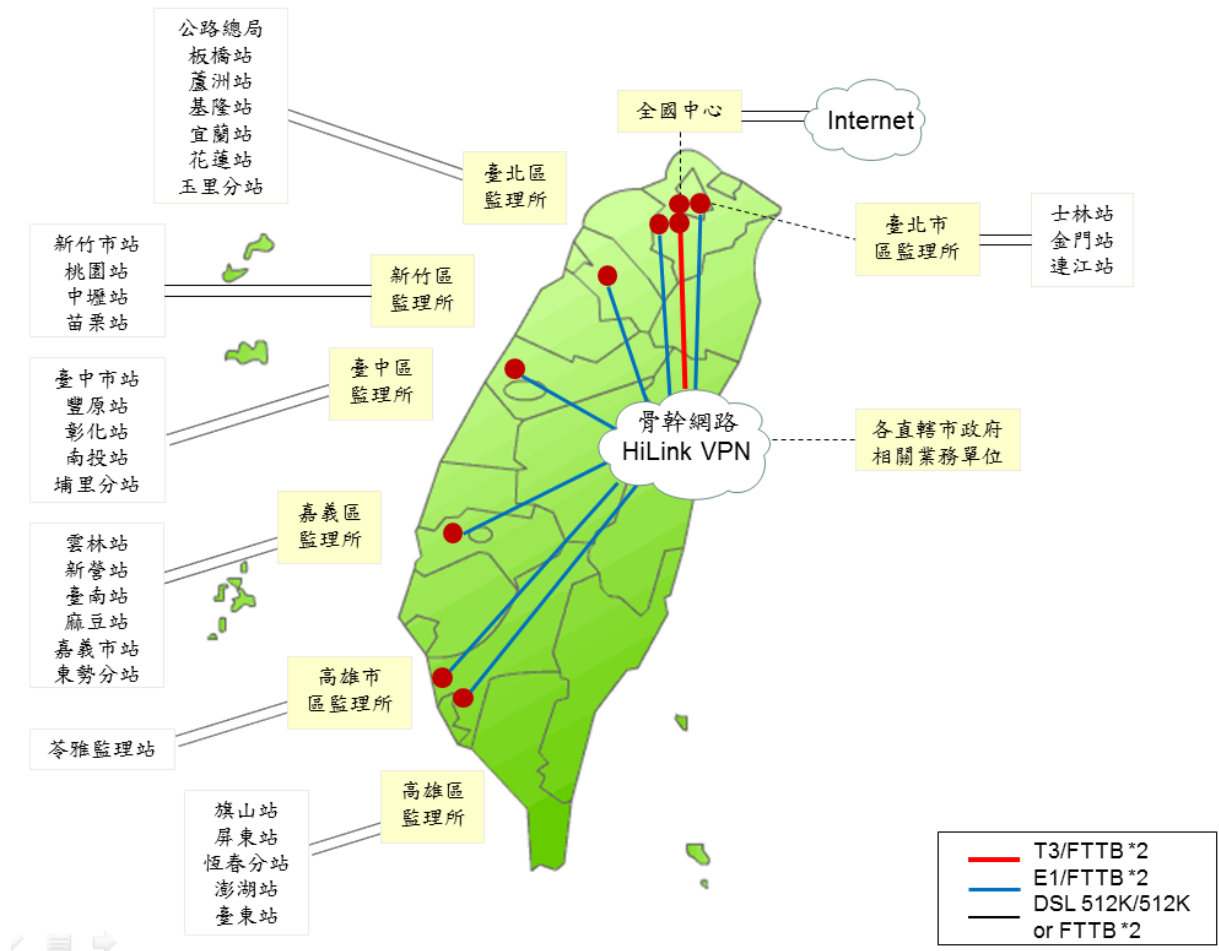 公路總局
板橋站
蘆洲站
基隆站
宜蘭站
花蓮站
玉里分站
臺北區
監理所
全國中心
Internet
臺北市
區監理所
士林站
金門站
連江站
新竹市站
桃園站
中壢站
苗栗站
新竹區
監理所
臺中市站
豐原站
彰化站
南投站
埔里分站
臺中區
監理所
骨幹網路
HiLink VPN
各直轄市政府
相關業務單位
雲林站
新營站
臺南站
麻豆站
嘉義市站
東勢分站
嘉義區
監理所
高雄市
區監理所
苓雅監理站
旗山站
屏東站
恆春分站
澎湖站
臺東站
高雄區
監理所
T3/FTTB *2
E1/FTTB *2
DSL 512K/512K
or FTTB *2